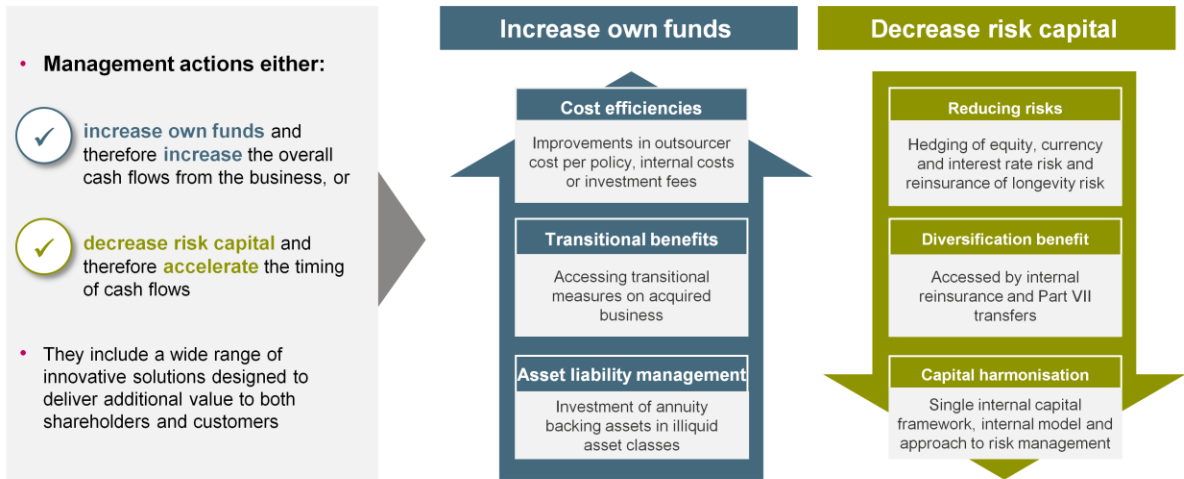 • Management actions either:
✓ increase own funds and
therefore increase the overall
cash flows from the business, or
✓ decrease risk capital and
therefore accelerate the timing
of cash flows
• They include a wide range of
innovative solutions designed to
deliver additional value to both
shareholders and customers
Increase own funds
Cost efficiencies
Improvements in outsourcer
cost per policy, internal costs
or investment fees
Transitional benefits
Accessing transitional
measures on acquired
business
Asset liability management
Investment of annuity
backing assets in illiquid
asset classes
Decrease risk capital
Reducing risks
Hedging of equity, currency
and interest rate risk and
reinsurance of longevity risk
Diversification benefit
Accessed by internal
reinsurance and Part VII
transfers
Capital harmonisation
Single internal capital
framework, internal model and
approach to risk management